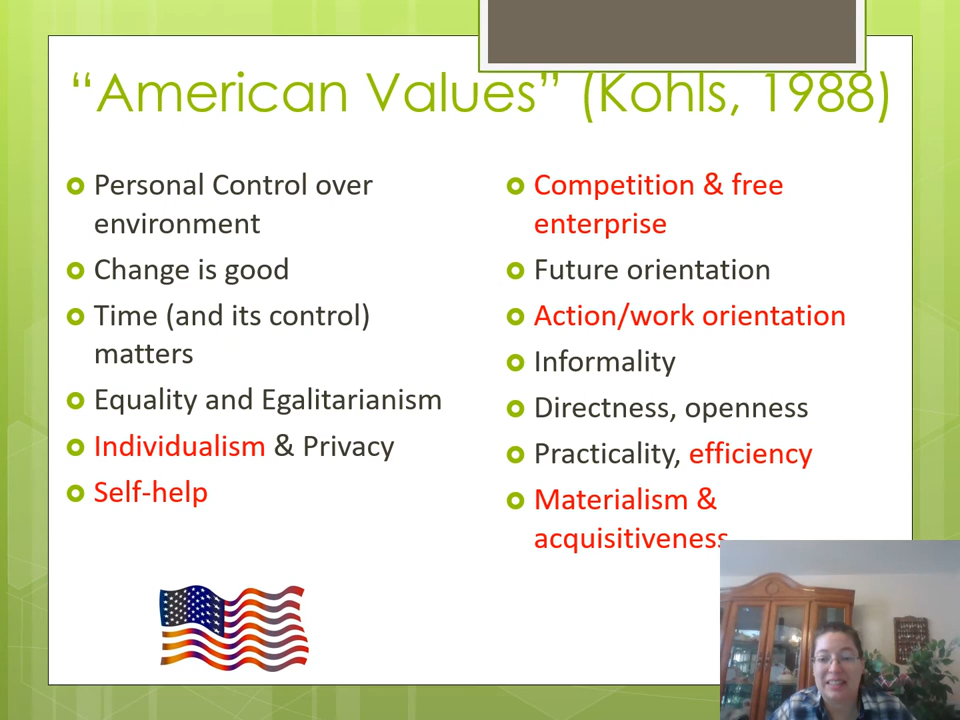 “American Values” (Kohls, 1988)
Personal Control over
environment
Change is good
Time (and its control)
matters
Equality and Egalitarianism
Individualism & Privacy
Self-help
Competition & free
enterprise
Future orientation
Action/work orientation
Informality
Directness, openness
Practicality, efficiency
Materialism &
acquisitiveness